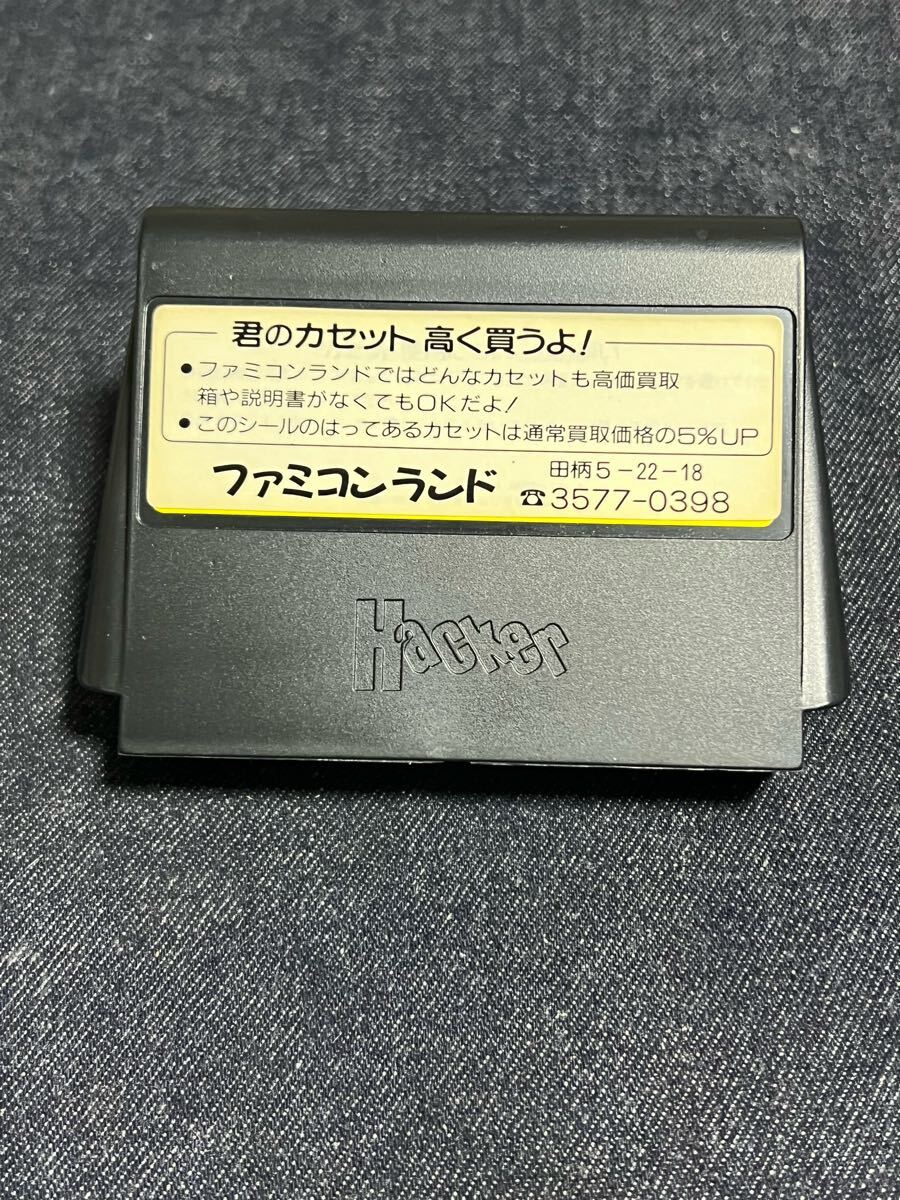 君のカセット高く買うよ!
•ファミコンランドではどんなカセットも高価買取
箱や説明書がなくてもOKだよ!
•このシールのはってあるカセットは通常買取価格の5%UP
ファミコンランド
田柄5-22-18
☎3577-0398
Hacker